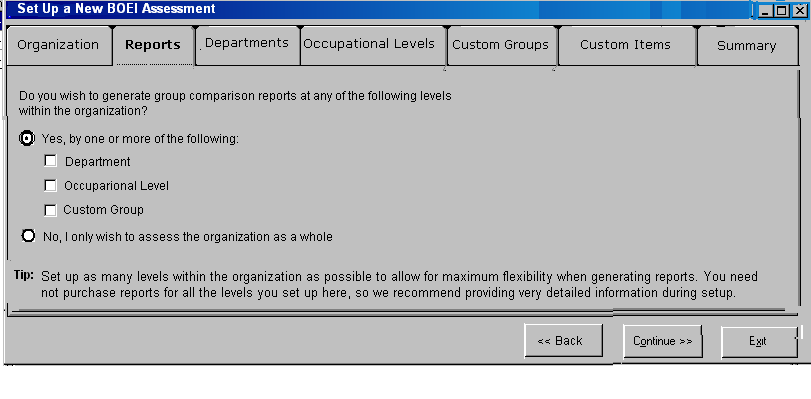 Set Up a New BOEI Assessment
Organization Reports Departments Occupational Levels Custom Groups Custom Items Summary
Do you wish to generate group comparison reports at any of the following levels
within the organization?
Yes, by one or more of the following:
Department
Occuparional Level
Custom Group
No, I only wish to assess the organization as a whole
Tip: Set up as many levels within the organization as possible to allow for maximum flexibility when generating reports. You need
not purchase reports for all the levels you set up here, so we recommend providing very detailed information during setup.
<< Back Continue >> Exit